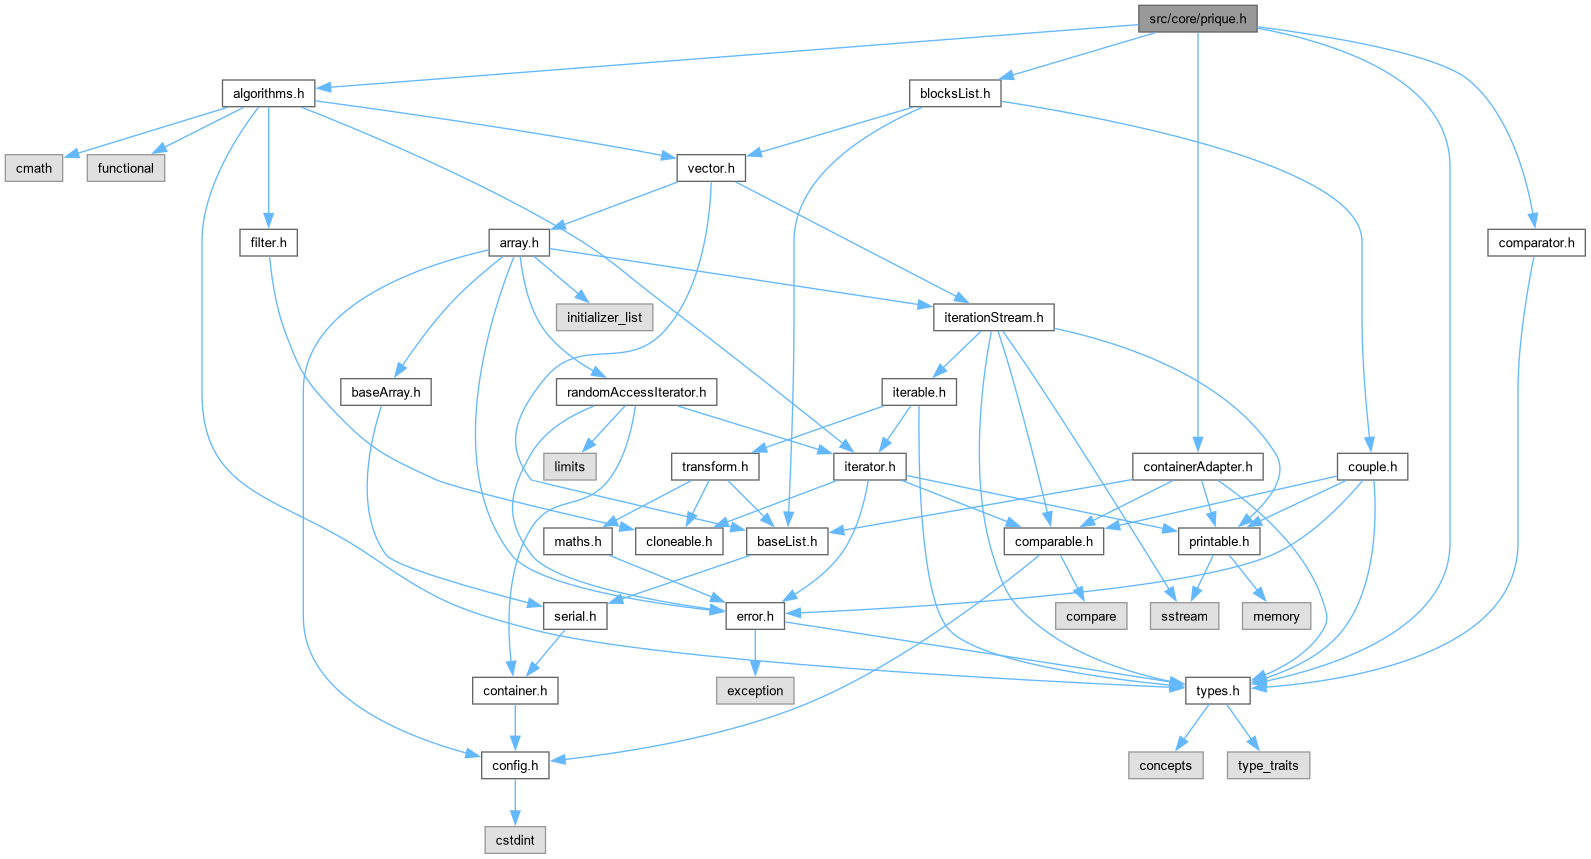 src/core/prique.h
algorithms.h
blocksList.h
cmath
functional
vector.h
filter.h
array.h
comparator.h
initializer_list
iterationStream.h
baseArray.h
randomAccessIterator.h
iterable.h
limits
transform.h
iterator.h
containerAdapter.h
couple.h
maths.h
cloneable.h
baseList.h
comparable.h
printable.h
serial.h
error.h
compare
sstream
memory
container.h
exception
types.h
config.h
concepts
type_traits
cstdint